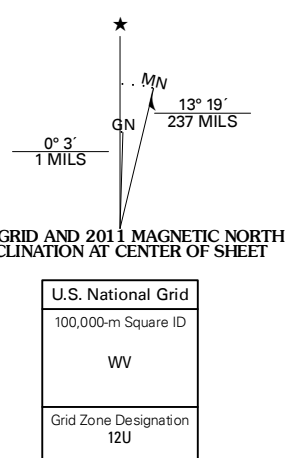 ★
MN
GN
13° 19´
237 MILS
0° 3´
1 MILS
GRID AND 2011 MAGNETIC NORTH
CLINATION AT CENTER OF SHEET
U.S. National Grid
100,000-m Square ID
WV
Grid Zone Designation
12U